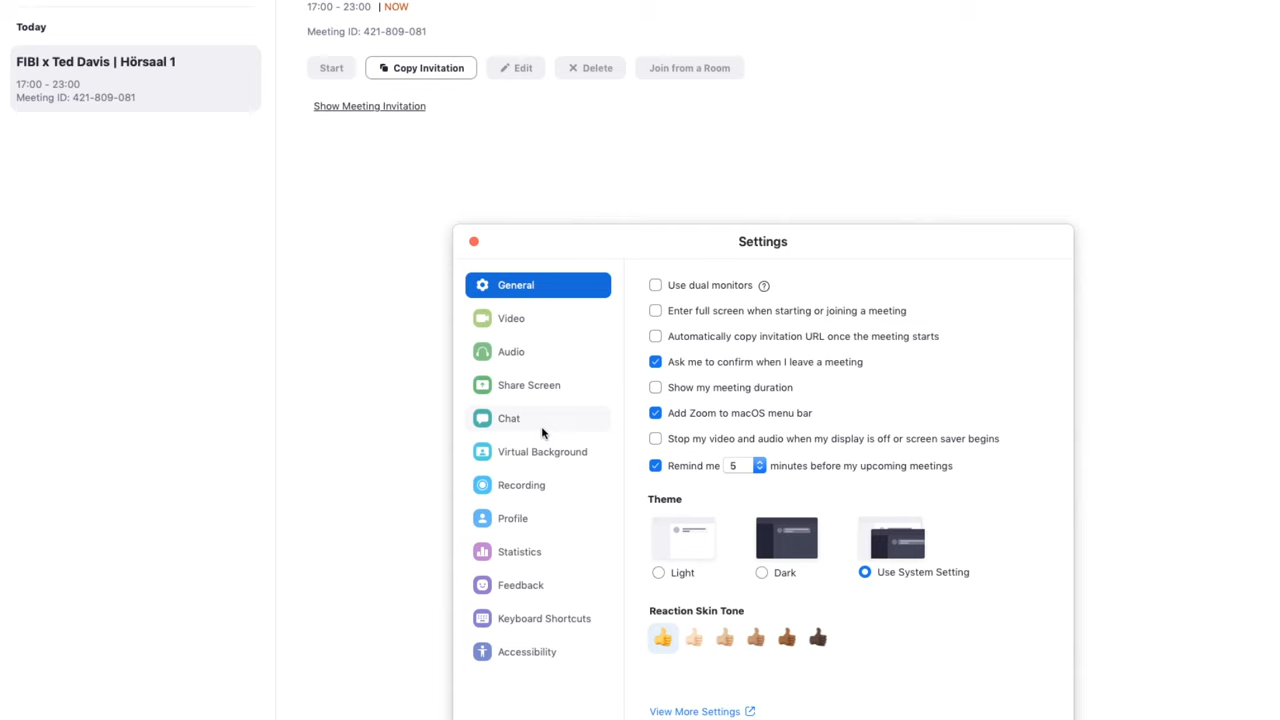 17:00 - 23:00 | NOW
Today
Meeting ID: 421-809-081
FIBI x Ted Davis | Hörsaal 1
17:00 - 23:00
Meeting ID: 421-809-081
Start
Copy Invitation
Edit
Delete
Join from a Room
Show Meeting Invitation
Settings
General
Video
Audio
Share Screen
Chat
Virtual Background
Recording
Profile
Statistics
Feedback
Keyboard Shortcuts
Accessibility
Use dual monitors ?
Enter full screen when starting or joining a meeting
Automatically copy invitation URL once the meeting starts
Ask me to confirm when I leave a meeting
Show my meeting duration
Add Zoom to macOS menu bar
Stop my video and audio when my display is off or screen saver begins
Remind me 5 minutes before my upcoming meetings
Theme
Light
Dark
Use System Setting
Reaction Skin Tone
View More Settings